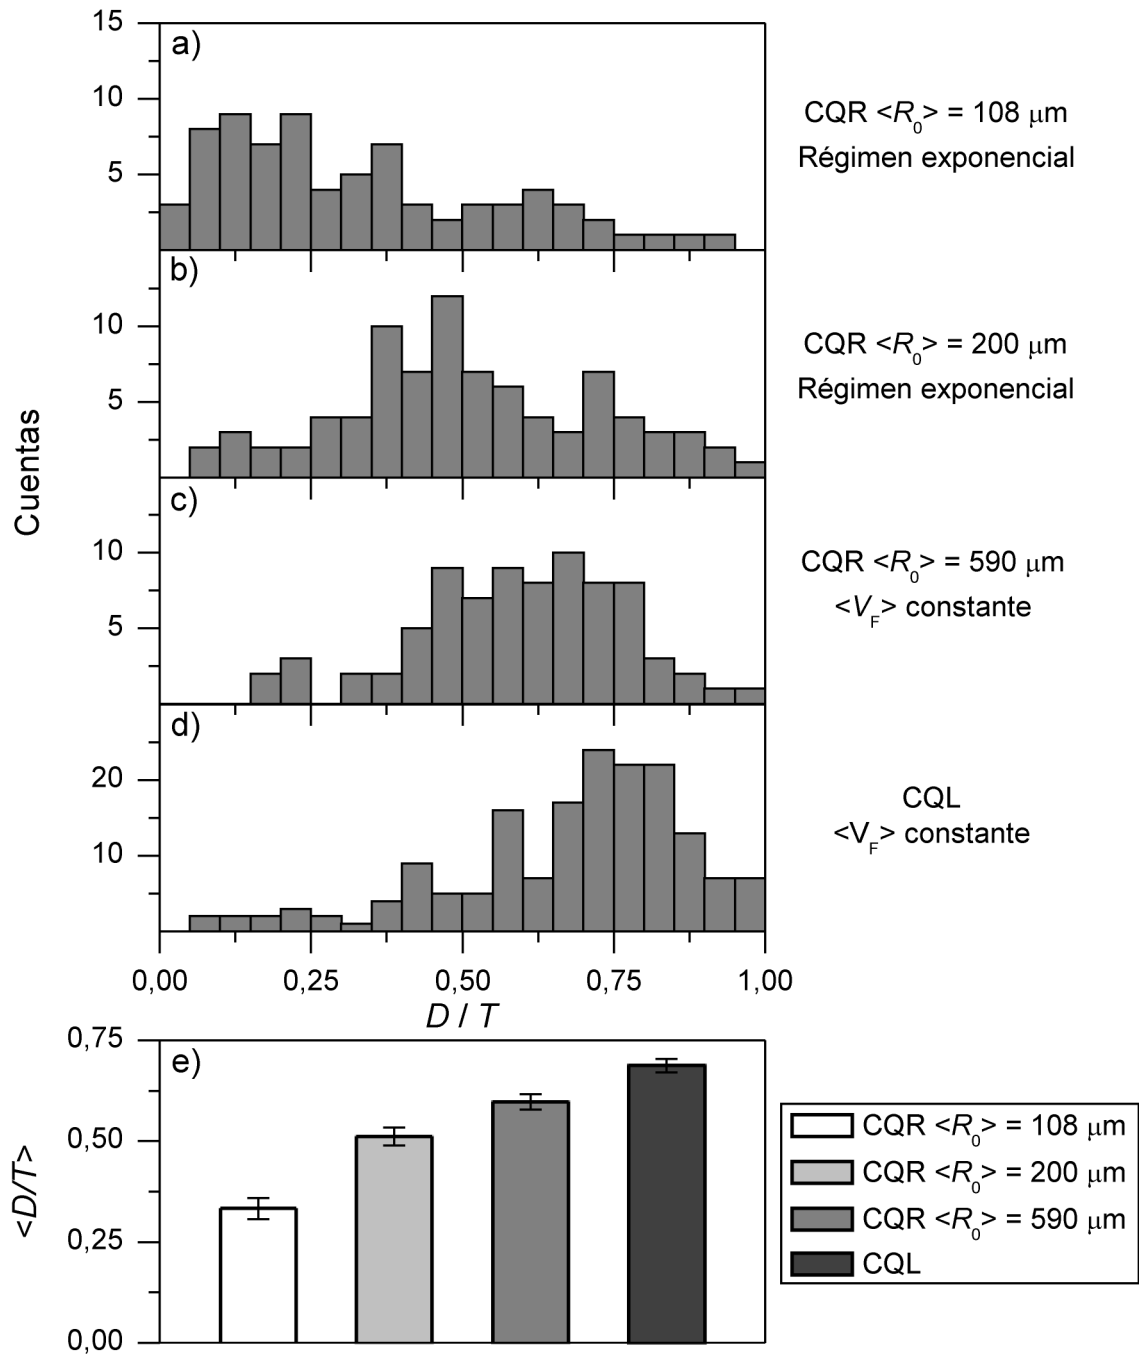 15
a)
10
5
CQR <R0> = 108 µm
Régimen exponencial
b)
10
5
CQR <R0> = 200 µm
Régimen exponencial
Cuentas
c)
10
5
CQR <R0> = 590 µm
<VF> constante
d)
20
10
CQL
<VF> constante
0,00 0,25 0,50 0,75 1,00
D / T
0,75
e)
0,50
0,25
0,00
<D/T>
CQR <R0> = 108 µm
CQR <R0> = 200 µm
CQR <R0> = 590 µm
CQL